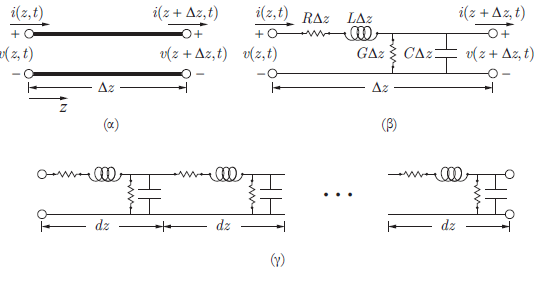 i(z,t) i(z + Δz,t) i(z,t) RΔz LΔz i(z + Δz,t)
+ + + +
v(z,t) v(z + Δz,t) v(z,t) GΔz CΔz v(z + Δz,t)
− − − −
Δz Δz
z
(α) (β)
...
dz dz dz
(γ)